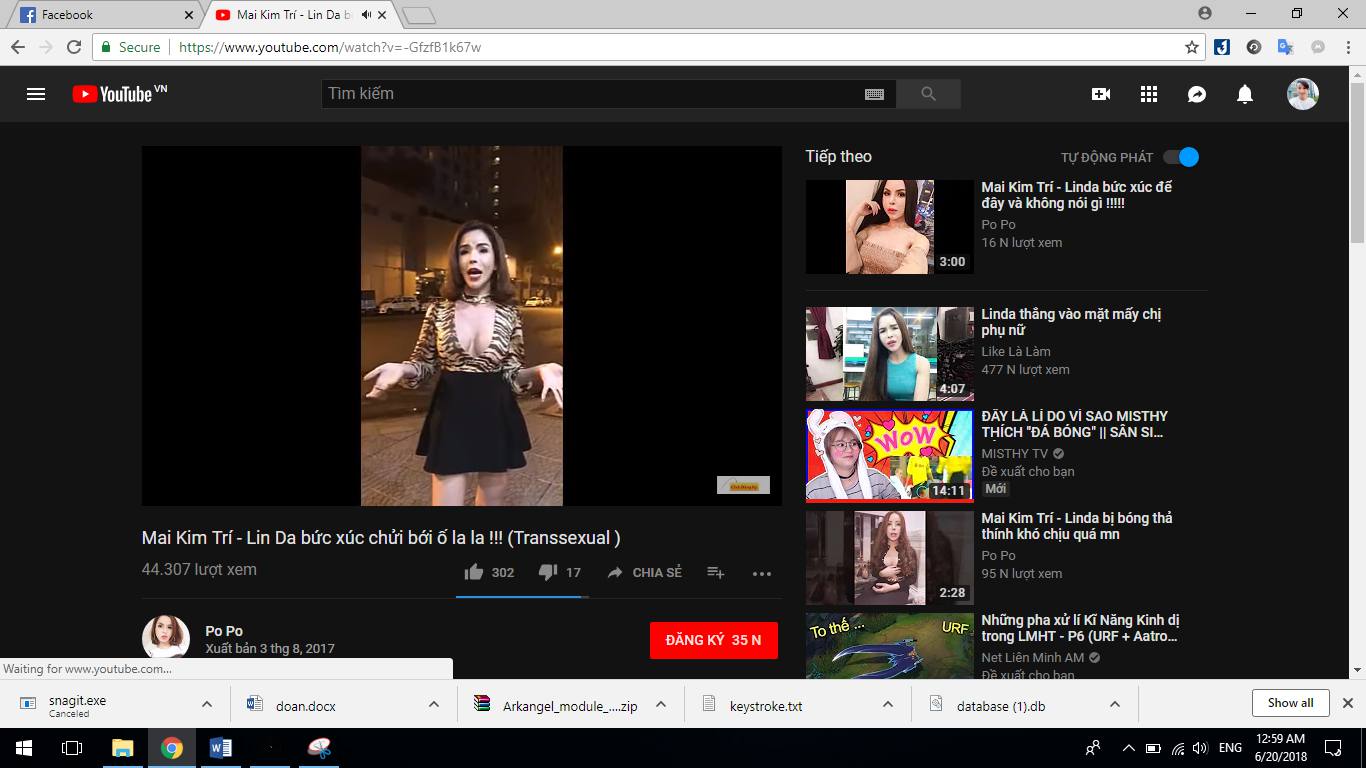 Facebook
Mai Kim Trí - Lin Da b
Secure
https://www.youtube.com/watch?v=-GfzfB1k67w
YouTube VN
Tìm kiếm
Mai Kim Trí - Lin Da bức xúc chửi bới ố la la !!! (Transsexual )
44.307 lượt xem
302
17
CHIA SẺ
Po Po
Xuất bản 3 thg 8, 2017
ĐĂNG KÝ 35 N
Tiếp theo
TỰ ĐỘNG PHÁT
Mai Kim Trí - Linda bức xúc để
đây và không nói gì !!!!!
Po Po
16 N lượt xem
3:00
Linda thẳng vào mặt mấy chị
phụ nữ
Like Là Làm
477 N lượt xem
4:07
ĐÂY LÀ LÍ DO VÌ SAO MISTHY
THÍCH "ĐÁ BÓNG" || SÂN SI...
MISTHY TV
Đề xuất cho bạn
Mới
WOW
14:11
Mai Kim Trí - Linda bị bóng thả
thính khó chịu quá mn
Po Po
95 N lượt xem
2:28
Những pha xử lí Kĩ Năng Kinh dị
trong LMHT - P6 (URF + Aatro...
Net Liên Minh AM
Đề xuất cho bạn
To thế ...
URF
Waiting for www.youtube.com...
snagit.exe
Canceled
doan.docx
Arkangel_module_....zip
keystroke.txt
database (1).db
Show all
ENG
12:59 AM
6/20/2018